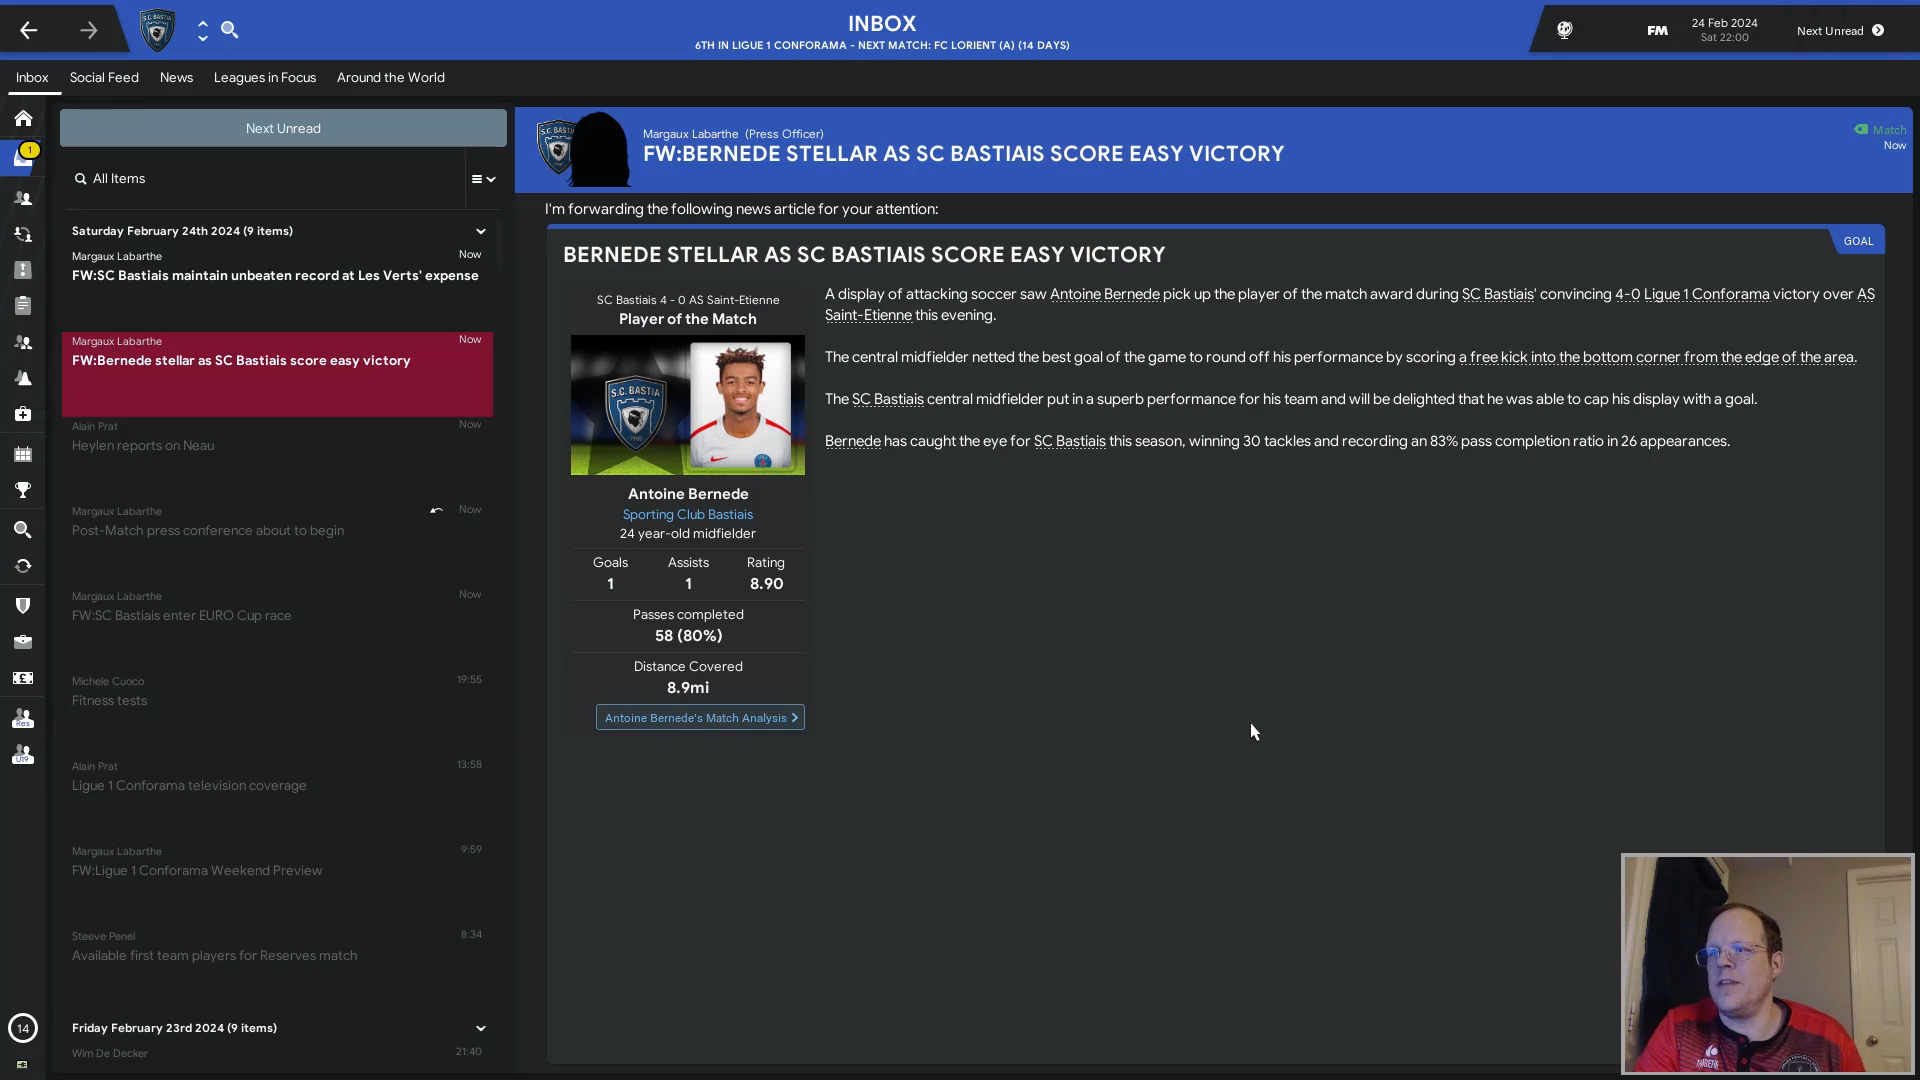 INBOX
6TH IN LIGUE 1 CONFORAMA - NEXT MATCH: FC LORIENT (A) (14 DAYS)
FM
24 Feb 2024
Sat 22:00
Next Unread
Inbox
Social Feed
News
Leagues in Focus
Around the World
1
Next Unread
All Items
Saturday February 24th 2024 (9 items)
Margaux Labarthe
Now
FW:SC Bastiais maintain unbeaten record at Les Verts' expense
Margaux Labarthe
Now
FW:Bernede stellar as SC Bastiais score easy victory
Alain Prat
Now
Heylen reports on Neau
Margaux Labarthe
Now
Post-Match press conference about to begin
Margaux Labarthe
Now
FW:SC Bastiais enter EURO Cup race
Michele Cuoco
19:55
Fitness tests
Alain Prat
13:58
Ligue 1 Conforama television coverage
Margaux Labarthe
9:59
FW:Ligue 1 Conforama Weekend Preview
Steeve Penel
8:34
Available first team players for Reserves match
Friday February 23rd 2024 (9 items)
Wim De Decker
21:40
Res
U19
14
Margaux Labarthe (Press Officer)
FW:BERNEDE STELLAR AS SC BASTIAIS SCORE EASY VICTORY
Match
Now
I'm forwarding the following news article for your attention:
BERNEDE STELLAR AS SC BASTIAIS SCORE EASY VICTORY
GOAL
SC Bastiais 4 - 0 AS Saint-Etienne
Player of the Match
S.C. BASTIA
Antoine Bernede
Sporting Club Bastiais
24 year-old midfielder
Goals Assists Rating
1 1 8.90
Passes completed
58 (80%)
Distance Covered
8.9mi
Antoine Bernede's Match Analysis
A display of attacking soccer saw Antoine Bernede pick up the player of the match award during SC Bastiais' convincing 4-0 Ligue 1 Conforama victory over AS
Saint-Etienne this evening.
The central midfielder netted the best goal of the game to round off his performance by scoring a free kick into the bottom corner from the edge of the area.
The SC Bastiais central midfielder put in a superb performance for his team and will be delighted that he was able to cap his display with a goal.
Bernede has caught the eye for SC Bastiais this season, winning 30 tackles and recording an 83% pass completion ratio in 26 appearances.